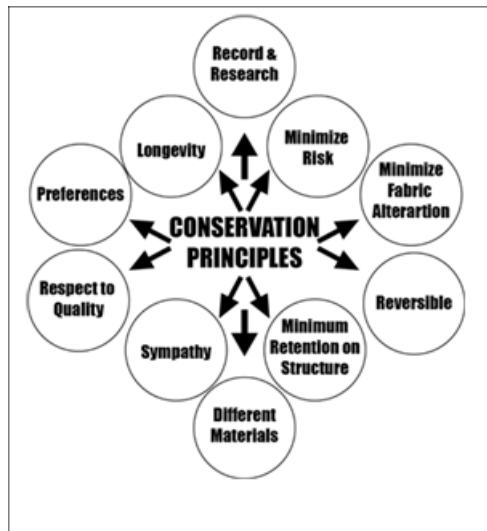 Record &
Research
Longevity
Minimize
Risk
Preferences
Minimize
Fabric
Alterartion
CONSERVATION
PRINCIPLES
Respect to
Quality
Reversible
Sympathy
Minimum
Retention on
Structure
Different
Materials